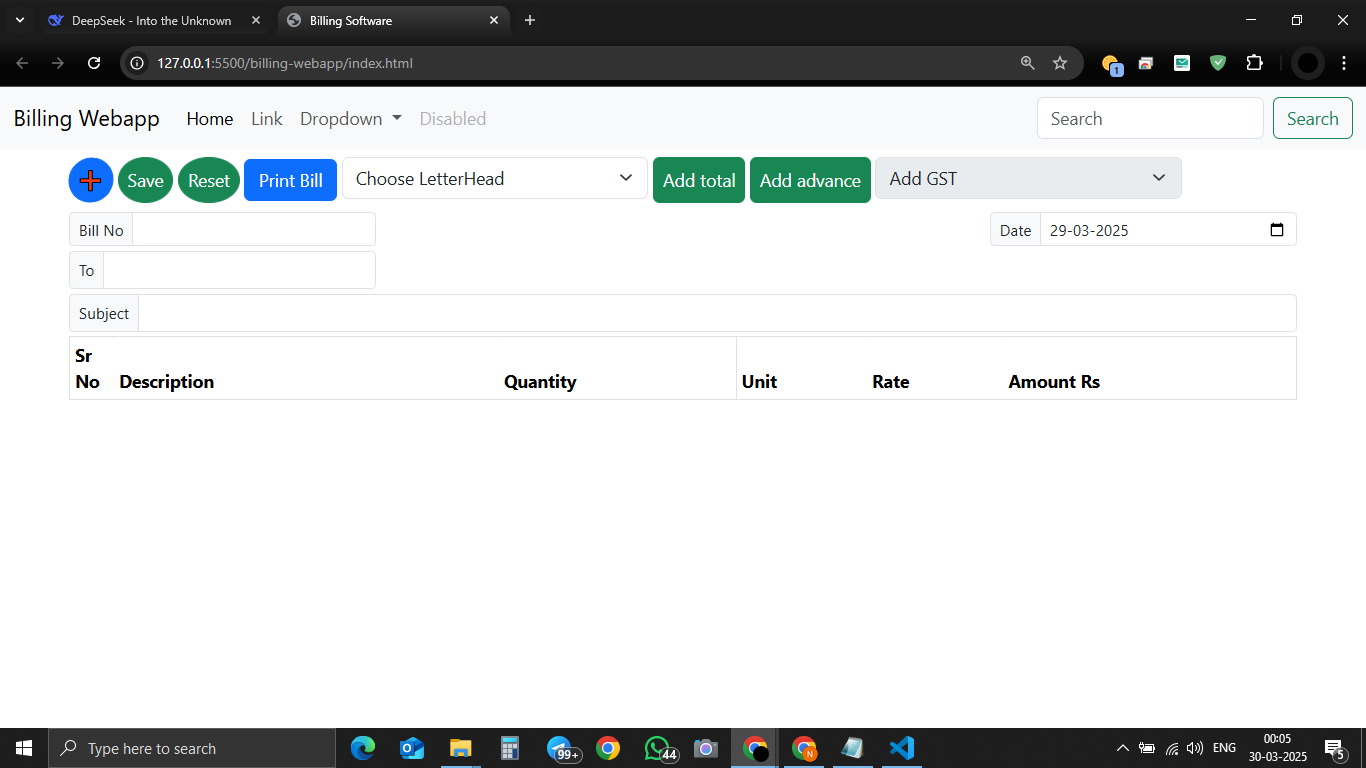 DeepSeek - Into the Unknown
Billing Software
127.0.0.1:5500/billing-webapp/index.html
1
Billing Webapp Home Link Dropdown Disabled Search Search
Save Reset Print Bill Choose LetterHead Add total Add advance Add GST
Bill No Date 29-03-2025
To
Subject
Sr
No Description Quantity Unit Rate Amount Rs
Type here to search 99+ 44 N ENG 00:05
30-03-2025 5